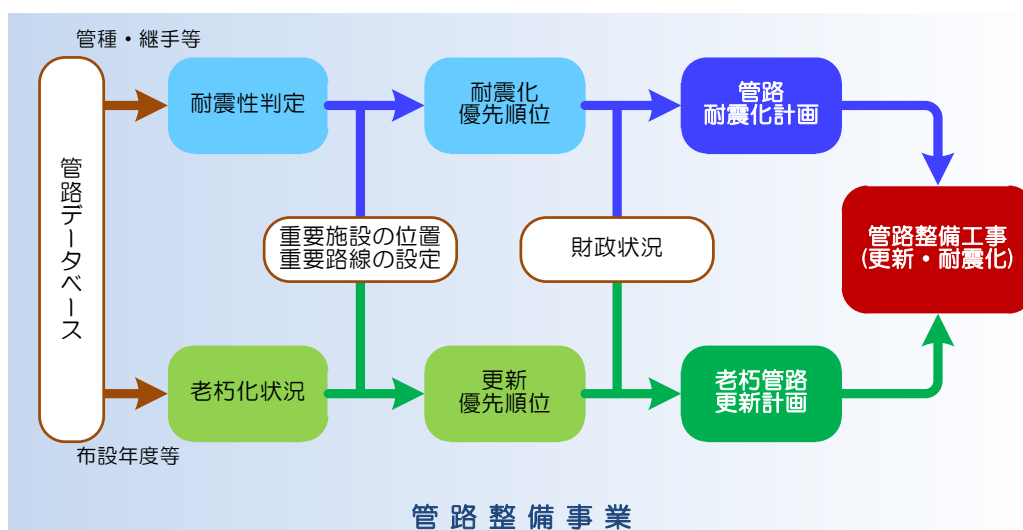 管種・継手等
管路データベース
耐震性判定
耐震化
優先順位
管路
耐震化計画
重要施設の位置
重要路線の設定
財政状況
管路整備工事
(更新・耐震化)
老朽化状況
更新
優先順位
老朽管路
更新計画
布設年度等
管路整備事業